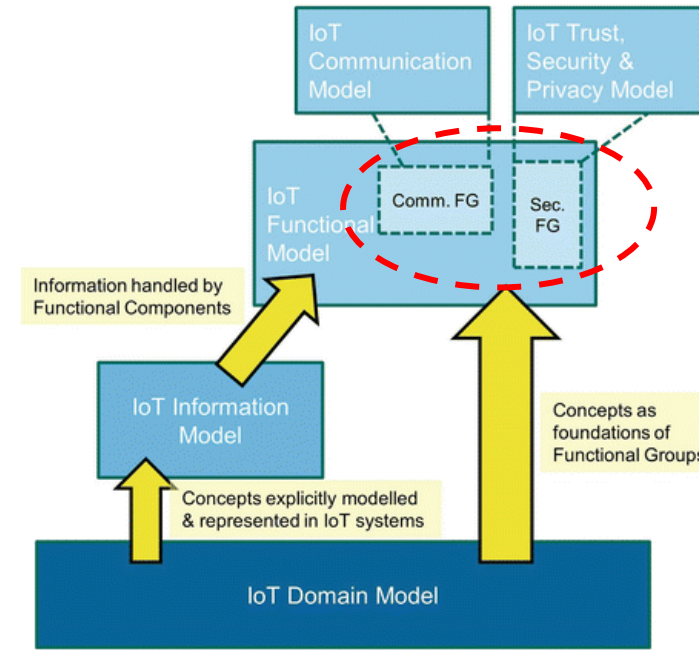 IoT
Communication
Model
IoT Trust,
Security &
Privacy Model
IoT
Functional
Model
Comm. FG
Sec.
FG
Information handled by
Functional Components
IoT Information
Model
Concepts as
foundations of
Functional Groups
Concepts explicitly modelled
& represented in IoT systems
IoT Domain Model